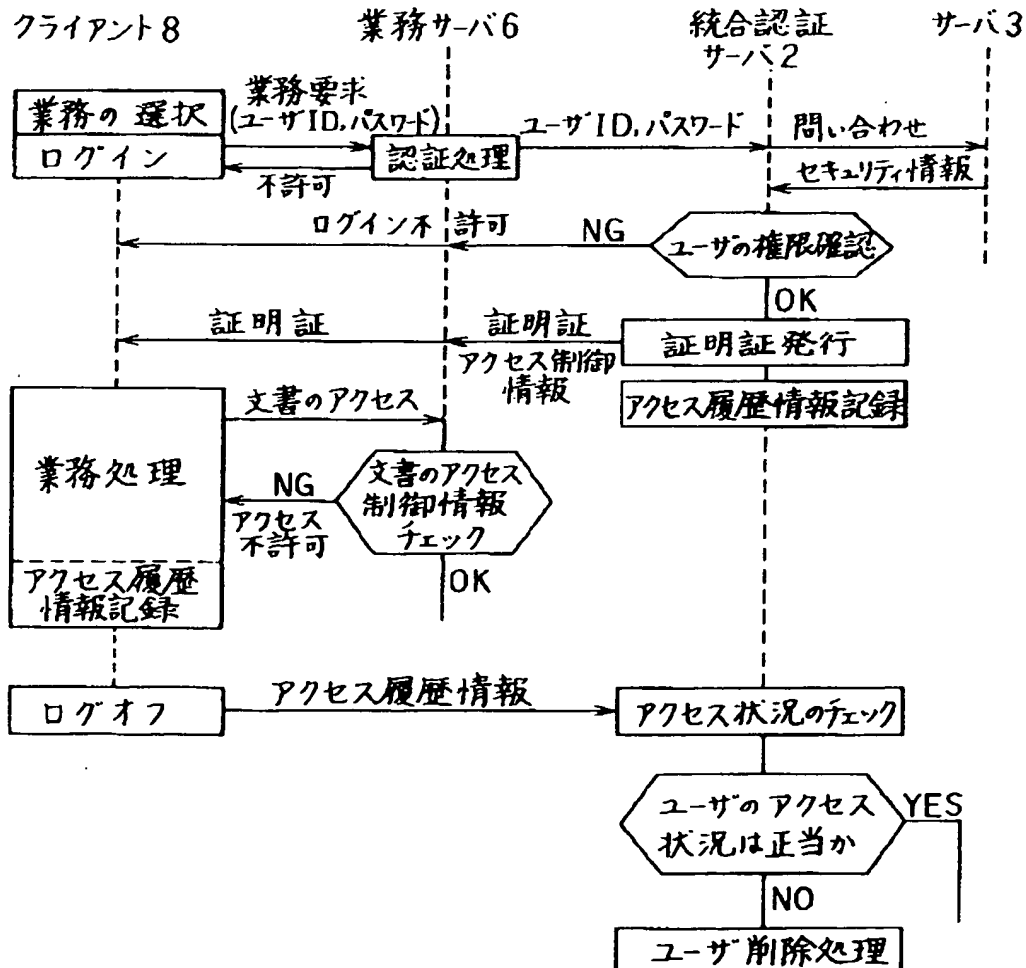 クライアント8
業務サーバ6
統合認証
サーバ2
サーバ3
業務の選択
ログイン
業務要求
(ユーザID,パスワード)
認証処理
不許可
ユーザID,パスワード
問い合わせ
セキュリティ情報
ログイン不許可
NG
ユーザの権限確認
OK
証明証
証明証
アクセス制御
情報
証明証発行
アクセス履歴情報記録
文書のアクセス
業務処理
NG
アクセス
不許可
文書のアクセス
制御情報
チェック
OK
アクセス履歴
情報記録
ログオフ
アクセス履歴情報
アクセス状況のチェック
ユーザのアクセス
状況は正当か
YES
NO
ユーザ削除処理